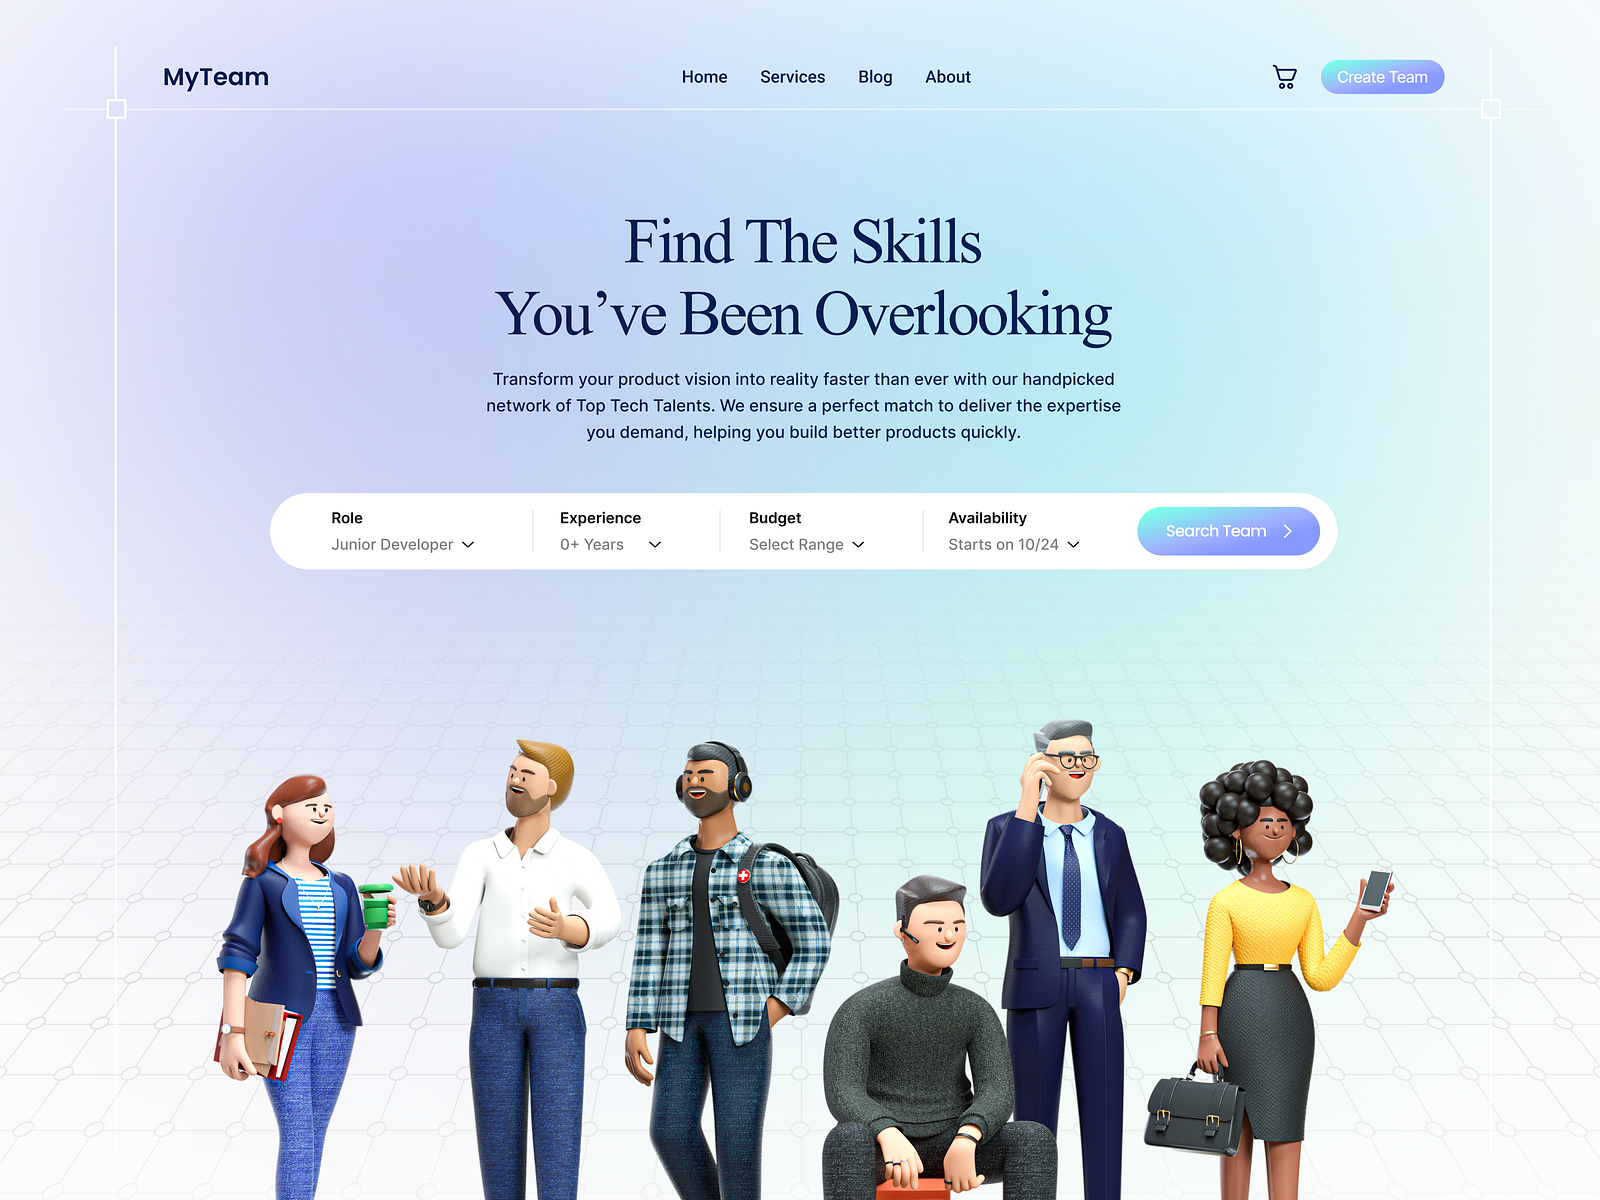 MyTeam
Home
Services
Blog
About
Create Team
Find The Skills
You’ve Been Overlooking
Transform your product vision into reality faster than ever with our handpicked
network of Top Tech Talents. We ensure a perfect match to deliver the expertise
you demand, helping you build better products quickly.
Role
Junior Developer
Experience
0+ Years
Budget
Select Range
Availability
Starts on 10/24
Search Team